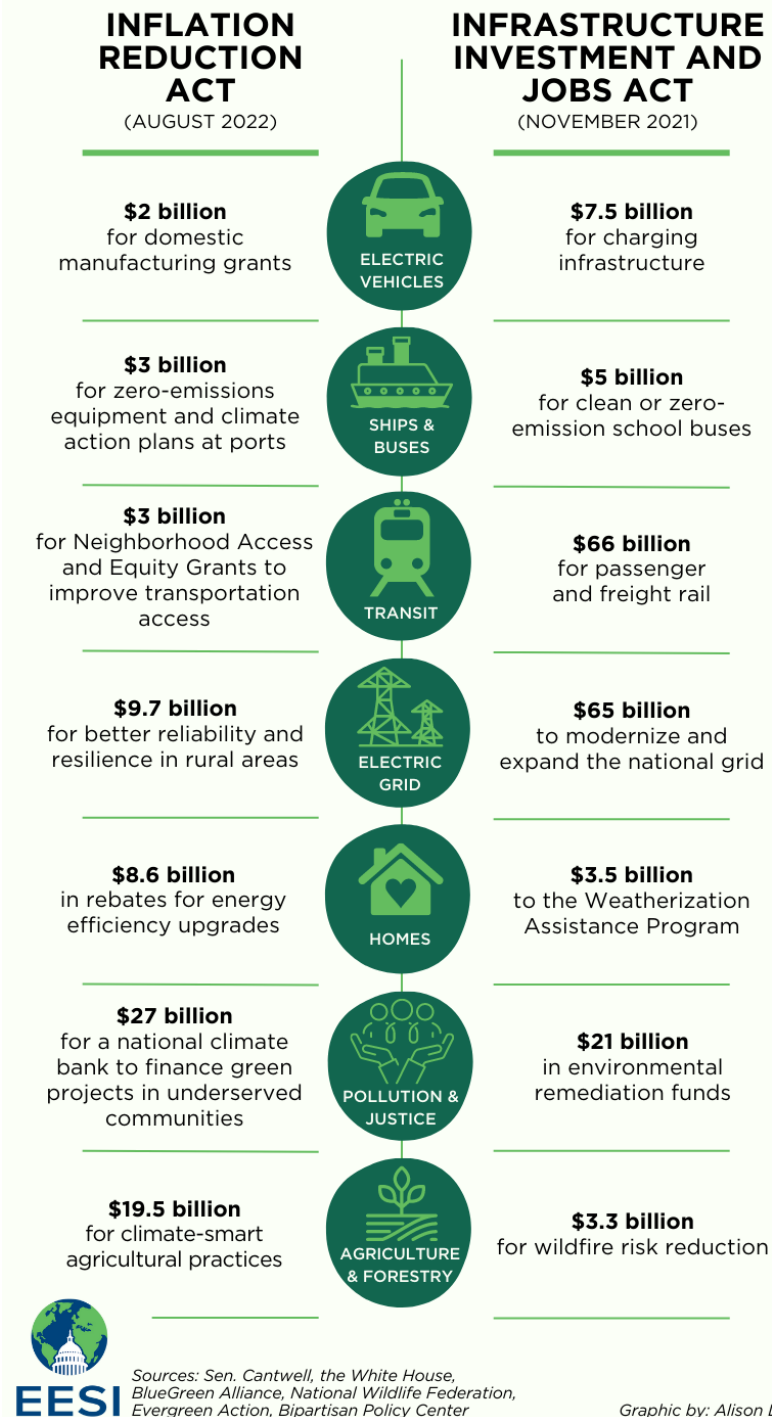 INFLATION
REDUCTION
ACT
(AUGUST 2022)
INFRASTRUCTURE
INVESTMENT AND
JOBS ACT
(NOVEMBER 2021)
$2 billion
for domestic
manufacturing grants
ELECTRIC
VEHICLES
$7.5 billion
for charging
infrastructure
$3 billion
for zero-emissions
equipment and climate
action plans at ports
SHIPS &
BUSES
$5 billion
for clean or zero-
emission school buses
$3 billion
for Neighborhood Access
and Equity Grants to
improve transportation
access
TRANSIT
$66 billion
for passenger
and freight rail
$9.7 billion
for better reliability and
resilience in rural areas
ELECTRIC
GRID
$65 billion
to modernize and
expand the national grid
$8.6 billion
in rebates for energy
efficiency upgrades
HOMES
$3.5 billion
to the Weatherization
Assistance Program
$27 billion
for a national climate
bank to finance green
projects in underserved
communities
POLLUTION &
JUSTICE
$21 billion
in environmental
remediation funds
$19.5 billion
for climate-smart
agricultural practices
AGRICULTURE
& FORESTRY
$3.3 billion
for wildfire risk reduction
EESI
Sources: Sen. Cantwell, the White House,
BlueGreen Alliance, National Wildlife Federation,
Evergreen Action, Bipartisan Policy Center
Graphic by: Alison